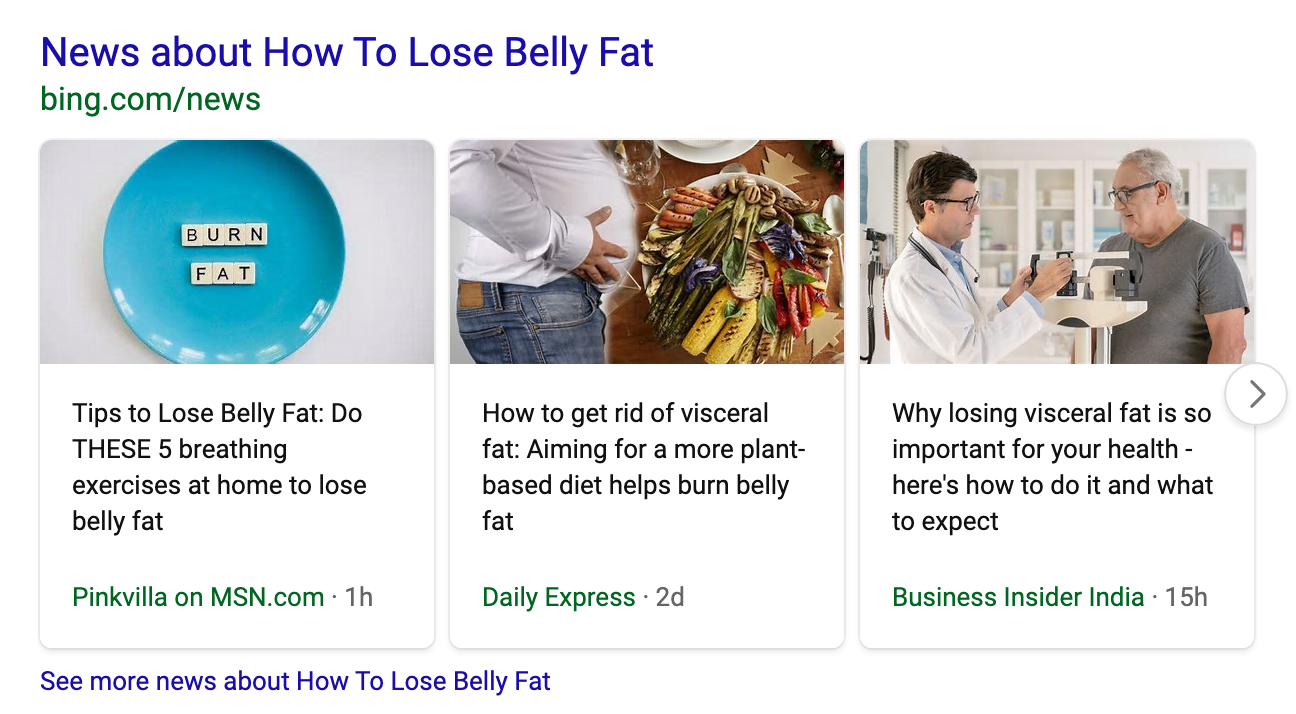 News about How To Lose Belly Fat
bing.com/news
BURN
FAT
Tips to Lose Belly Fat: Do
THESE 5 breathing
exercises at home to lose
belly fat
Pinkvilla on MSN.com · 1h
How to get rid of visceral
fat: Aiming for a more plant-
based diet helps burn belly
fat
Daily Express · 2d
Why losing visceral fat is so
important for your health -
here's how to do it and what
to expect
Business Insider India · 15h
See more news about How To Lose Belly Fat